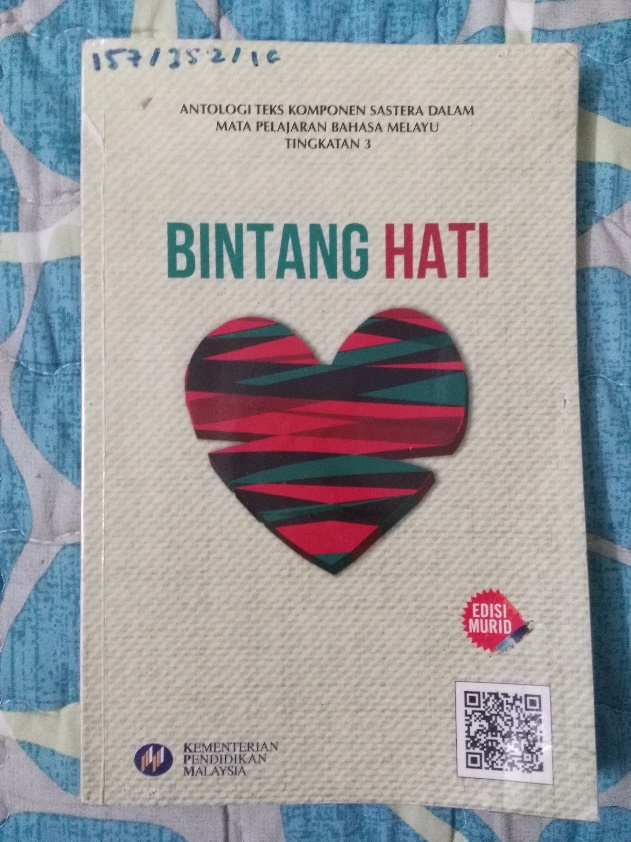 157/352/16
ANTOLOGI TEKS KOMPONEN SASTERA DALAM
MATA PELAJARAN BAHASA MELAYU
TINGKATAN 3
BINTANG HATI
EDISI
MURID
KEMENTERIAN
PENDIDIKAN
MALAYSIA